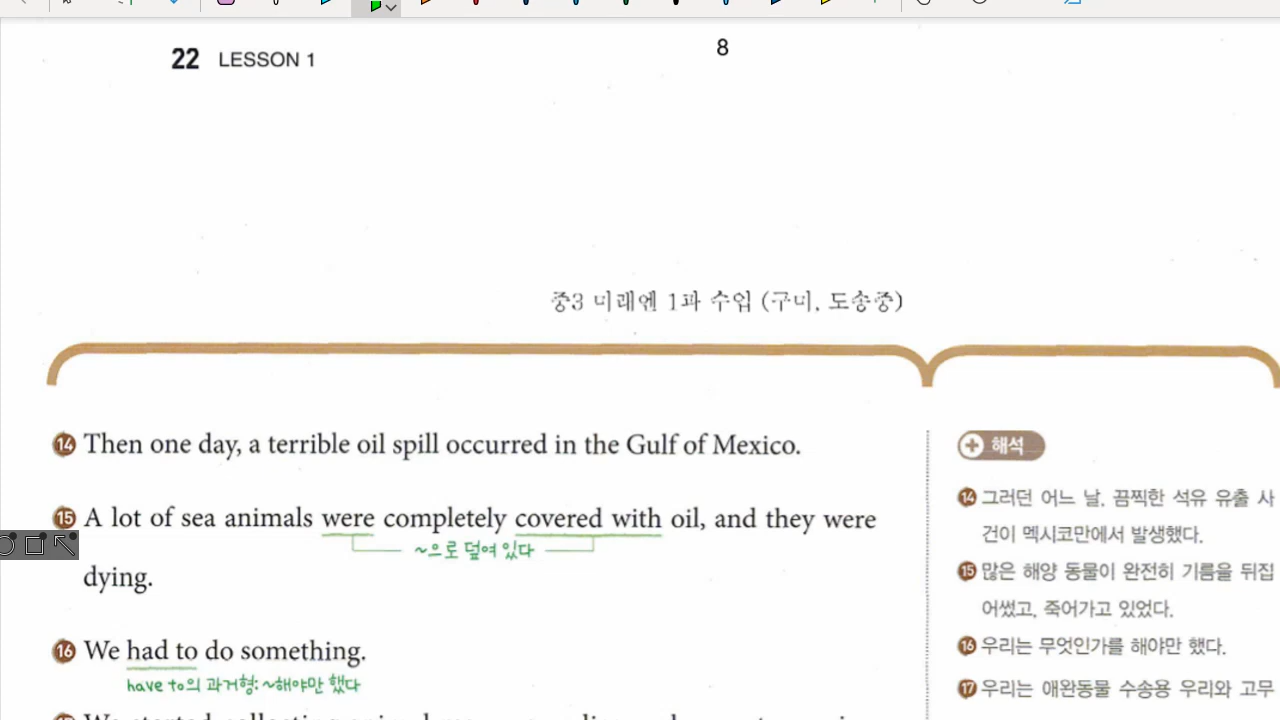 22 LESSON 1
8
중3 미래엔 1과 수업 (구미, 도송중)
14 Then one day, a terrible oil spill occurred in the Gulf of Mexico.
15 A lot of sea animals were completely covered with oil, and they were
~으로 덮여 있다
dying.
16 We had to do something.
have to의 과거형: ~해야만 했다
해석
14 그러던 어느 날, 끔찍한 석유 유출 사
건이 멕시코만에서 발생했다.
15 많은 해양 동물이 완전히 기름을 뒤집
어썼고, 죽어가고 있었다.
16 우리는 무엇인가를 해야만 했다.
17 우리는 애완동물 수송용 우리와 고무